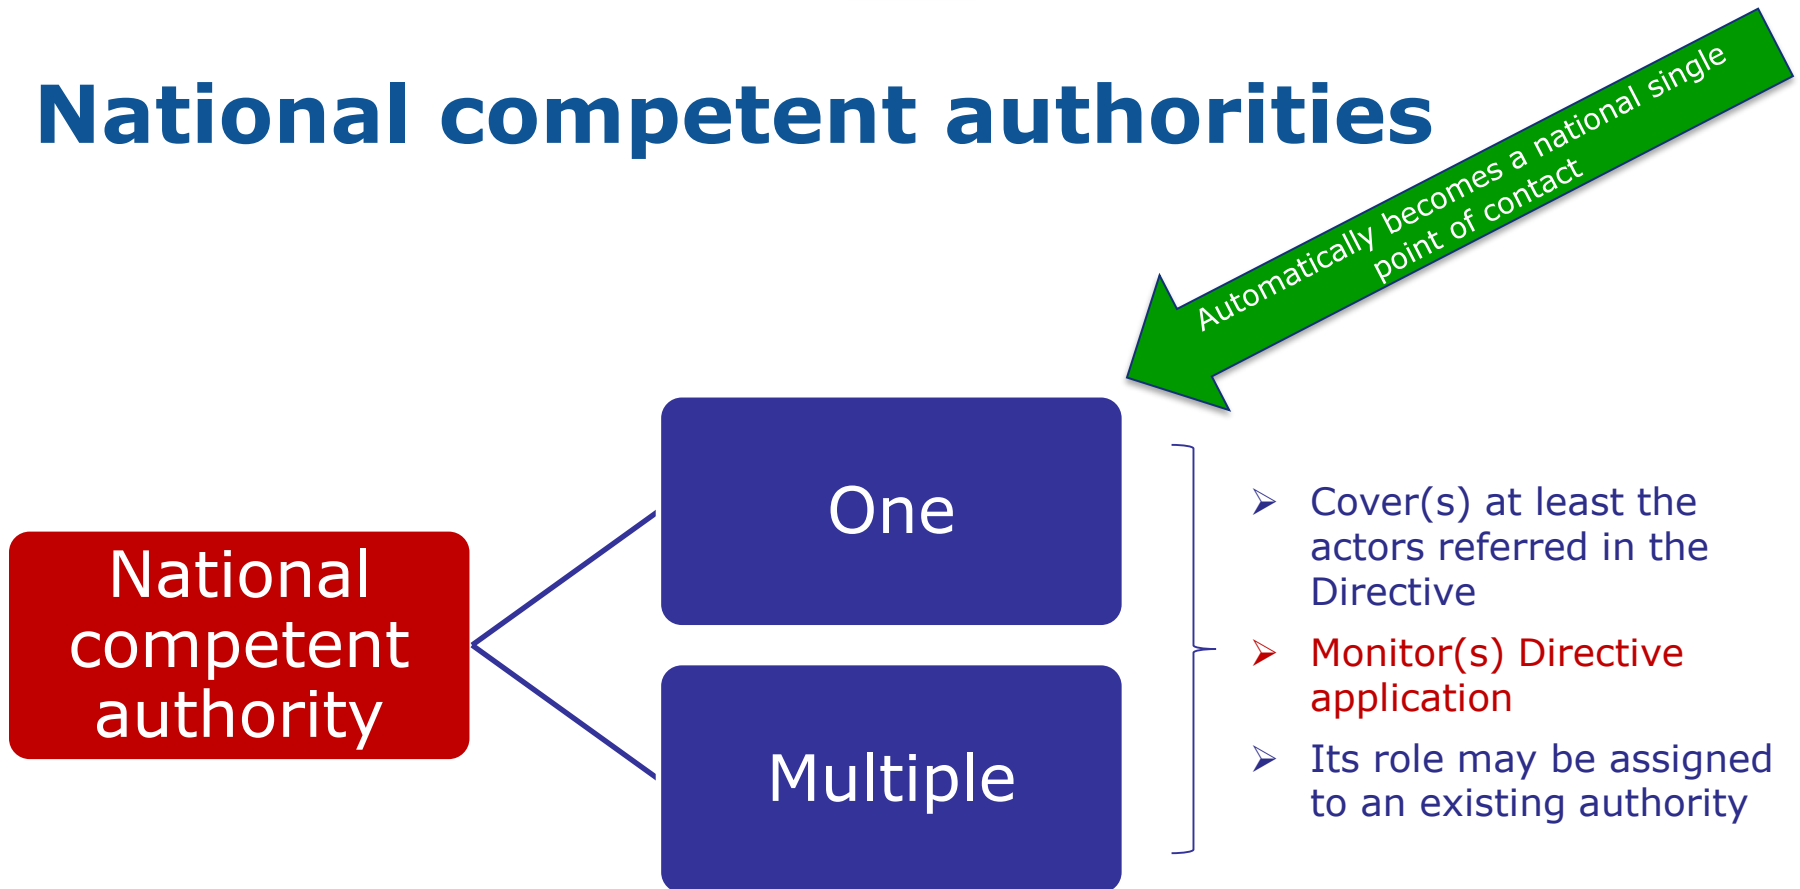 National competent authorities
Automatically becomes a national single
point of contact
National
competent
authority
One
Multiple
➢ Cover(s) at least the
actors referred in the
Directive
➢ Monitor(s) Directive
application
➢ Its role may be assigned
to an existing authority